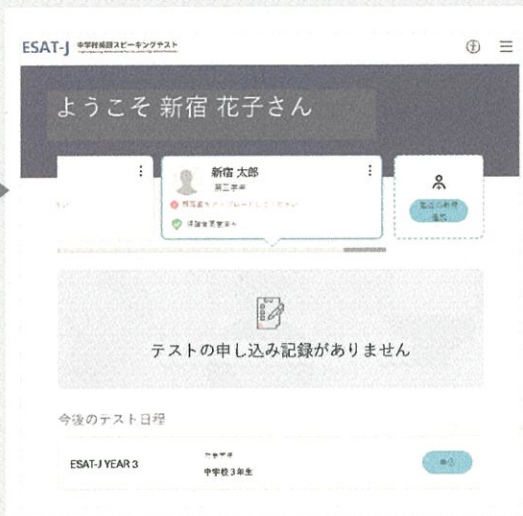 ESAT-J 中学校英語スピーキングテスト
ようこそ 新宿 花子さん
新宿 太郎
第三学年
テストの申し込み記録がありません
今後のテスト日程
ESAT-J YEAR 3
中学校3年生